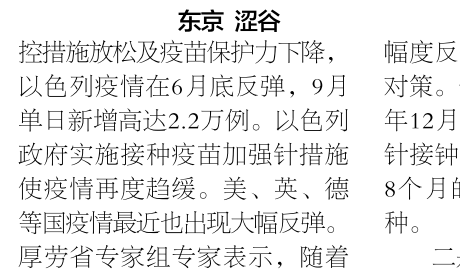 东京 涩谷
控措施放松及疫苗保护力下降，
以色列疫情在6月底反弹，9月
单日新增高达2.2万例。以色列
政府实施接种疫苗加强针措施
使疫情再度趋缓。美、英、德
等国疫情最近也出现大幅反弹。
厚劳省专家组专家表示，随着
幅度反
对策。
年12月
针接钟
8个月的
种。
二是